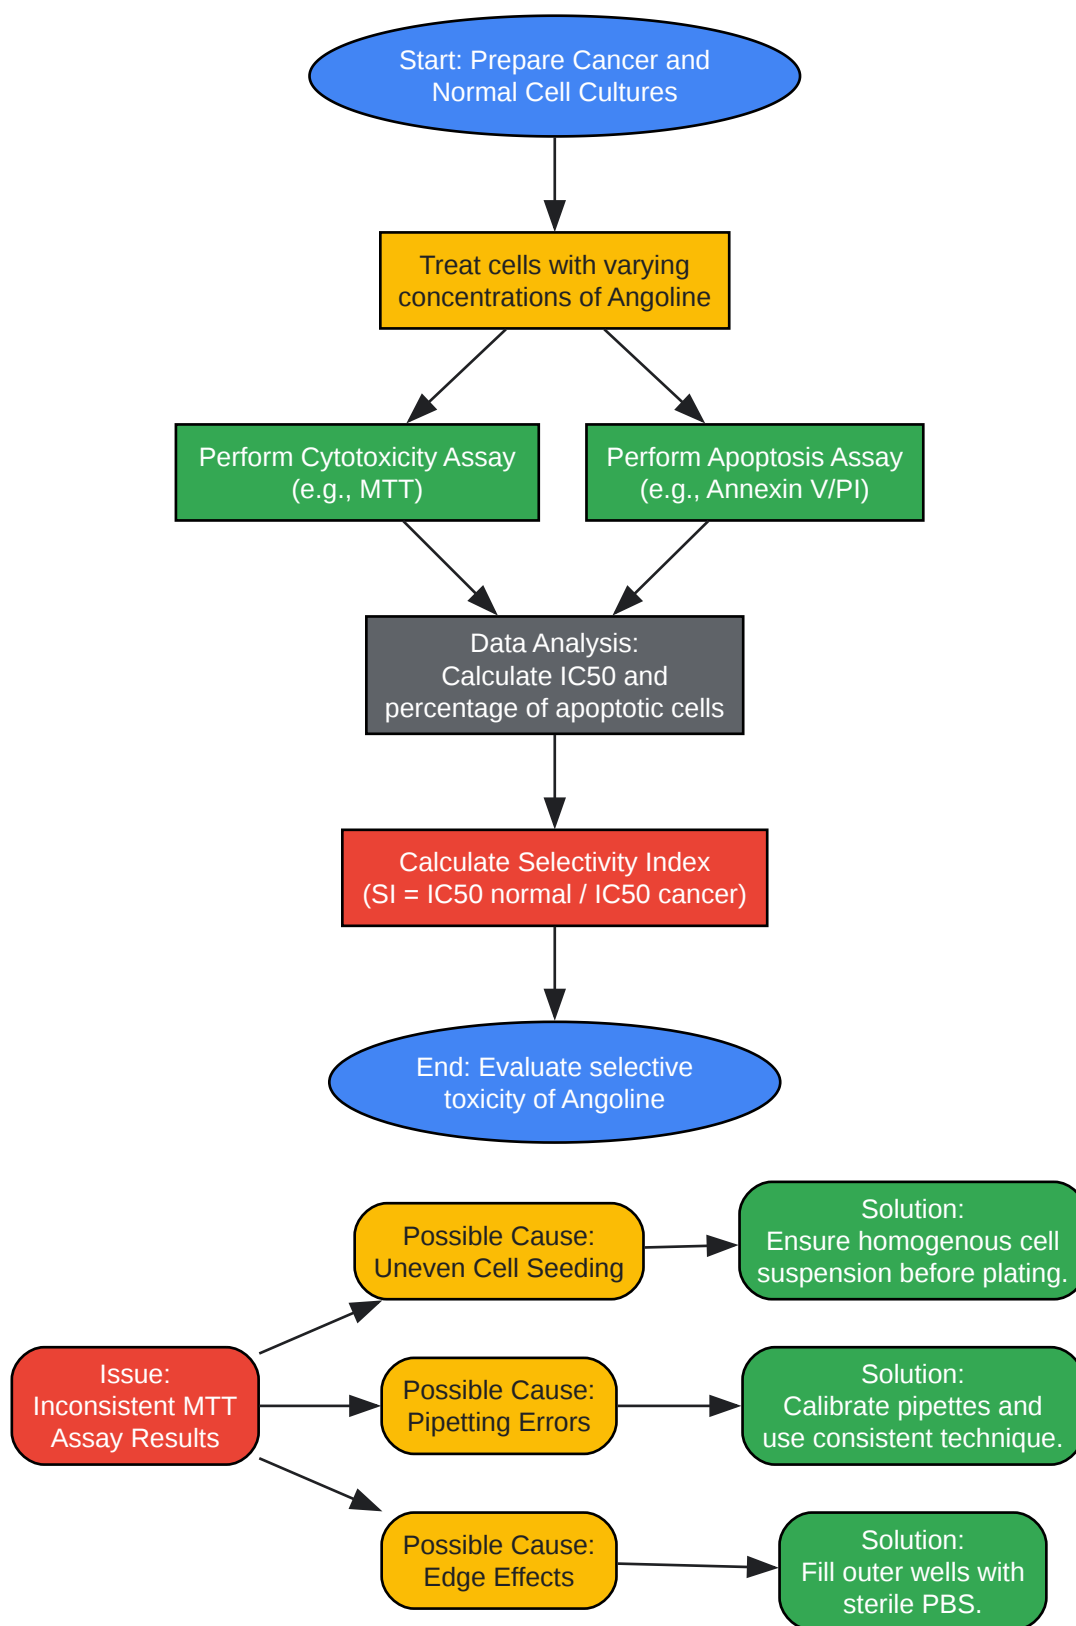 Start: Prepare Cancer and
Normal Cell Cultures
Treat cells with varying
concentrations of Angoline
Perform Cytotoxicity Assay
(e.g., MTT)
Perform Apoptosis Assay
(e.g., Annexin V/PI)
Data Analysis:
Calculate IC50 and
percentage of apoptotic cells
Calculate Selectivity Index
(SI = IC50 normal / IC50 cancer)
End: Evaluate selective
toxicity of Angoline
Issue:
Inconsistent MTT
Assay Results
Possible Cause:
Uneven Cell Seeding
Solution:
Ensure homogenous cell
suspension before plating.
Possible Cause:
Pipetting Errors
Solution:
Calibrate pipettes and
use consistent technique.
Possible Cause:
Edge Effects
Solution:
Fill outer wells with
sterile PBS.